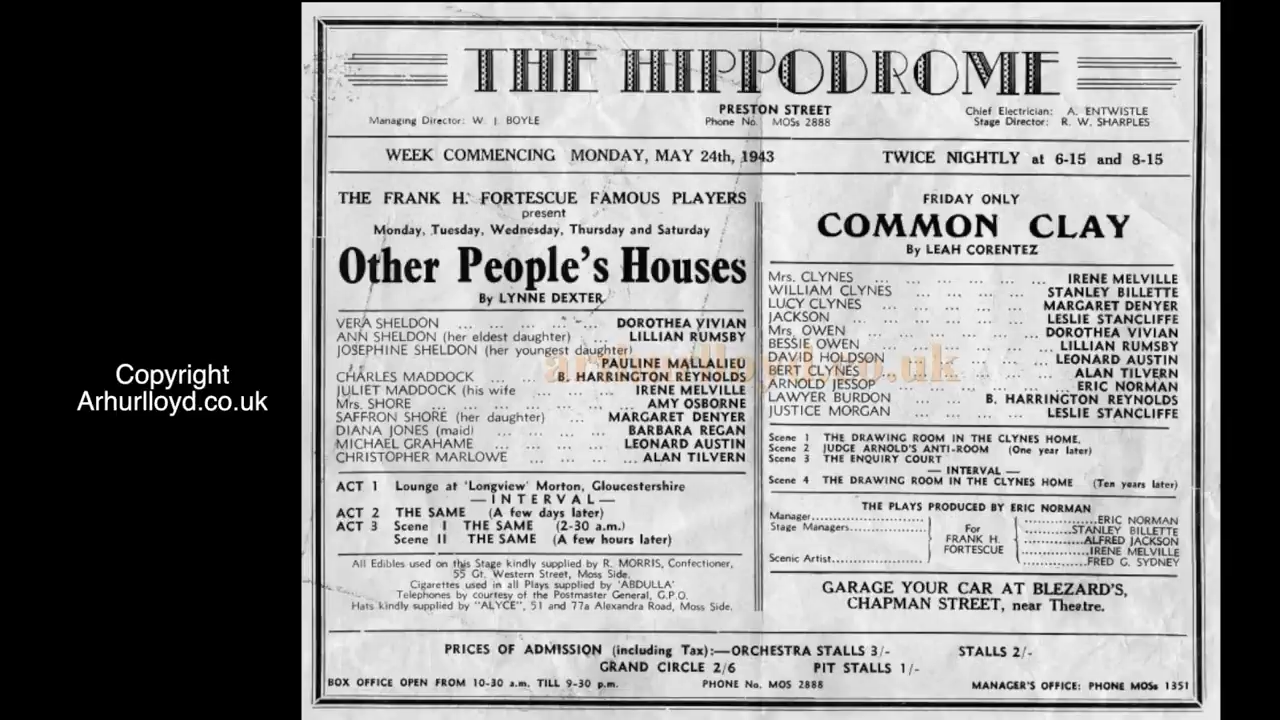 Copyright
Arhurlloyd.co.uk
THE HIPPODROME
PRESTON STREET
Managing Director: W. J. BOYLE
Phone No. MOSs 2888
Chief Electrician: A. ENTWISTLE
Stage Director: R. W. SHARPLES
WEEK COMMENCING MONDAY, MAY 24th, 1943
TWICE NIGHTLY at 6-15 and 8-15
THE FRANK H. FORTESCUE FAMOUS PLAYERS
present
Monday, Tuesday, Wednesday, Thursday and Saturday
Other People's Houses
By LYNNE DEXTER
VERA SHELDON ... ... ... ... ... DOROTHEA VIVIAN
ANN SHELDON (her eldest daughter) ... LILLIAN RUMSBY
JOSEPHINE SHELDON (her youngest daughter)
PAULINE MALLALIEU
CHARLES MADDOCK ... ... B. HARRINGTON REYNOLDS
JULIET MADDOCK (his wife ... ... IRENE MELVILLE
Mrs. SHORE ... ... ... ... ... AMY OSBORNE
SAFFRON SHORE (her daughter) ... MARGARET DENYER
DIANA JONES (maid) ... ... ... BARBARA REGAN
MICHAEL GRAHAME ... ... ... LEONARD AUSTIN
CHRISTOPHER MARLOWE ... ... ... ALAN TILVERN
ACT 1 Lounge at 'Longview' Morton, Gloucestershire
—INTERVAL—
ACT 2 THE SAME (A few days later)
ACT 3 Scene I THE SAME (2-30 a.m.)
Scene II THE SAME (A few hours later)
All Edibles used on this Stage kindly supplied by R. MORRIS, Confectioner,
55 Gt. Western Street, Moss Side.
Cigarettes used in all Plays supplied by 'ABDULLA'
Telephones by courtesy of the Postmaster General, G.P.O.
Hats kindly supplied by "ALYCE", 51 and 77a Alexandra Road, Moss Side.
FRIDAY ONLY
COMMON CLAY
By LEAH CORENTEZ
Mrs. CLYNES ... ... ... ... ... IRENE MELVILLE
WILLIAM CLYNES ... ... ... STANLEY BILLETTE
LUCY CLYNES ... ... ... ... MARGARET DENYER
JACKSON ... ... ... ... ... LESLIE STANCLIFFE
Mrs. OWEN ... ... ... ... DOROTHEA VIVIAN
BESSIE OWEN ... ... ... ... LILLIAN RUMSBY
DAVID HOLDSON ... ... ... LEONARD AUSTIN
BERT CLYNES ... ... ... ... ALAN TILVERN
ARNOLD JESSOP ... ... ... ... ERIC NORMAN
LAWYER BURDON ... ... B. HARRINGTON REYNOLDS
JUSTICE MORGAN ... ... ... LESLIE STANCLIFFE
Scene 1 THE DRAWING ROOM IN THE CLYNES HOME,
Scene 2 JUDGE ARNOLD'S ANTI-ROOM (One year later)
Scene 3 THE ENQUIRY COURT
— INTERVAL —
Scene 4 THE DRAWING ROOM IN THE CLYNES HOME (Ten years later)
THE PLAYS PRODUCED BY ERIC NORMAN
Manager
Stage Managers
Scenic Artist
For
FRANK H.
FORTESCUE
ERIC NORMAN
STANLEY BILLETTE
ALFRED JACKSON
IRENE MELVILLE
FRED G. SYDNEY
GARAGE YOUR CAR AT BLEZARD'S,
CHAPMAN STREET, near Theatre.
PRICES OF ADMISSION (including Tax):—ORCHESTRA STALLS 3/- STALLS 2/-
GRAND CIRCLE 2/6 PIT STALLS 1/-
BOX OFFICE OPEN FROM 10-30 a.m. TILL 9-30 p.m. PHONE No. MOS 2888 MANAGER'S OFFICE: PHONE MOSs 1351